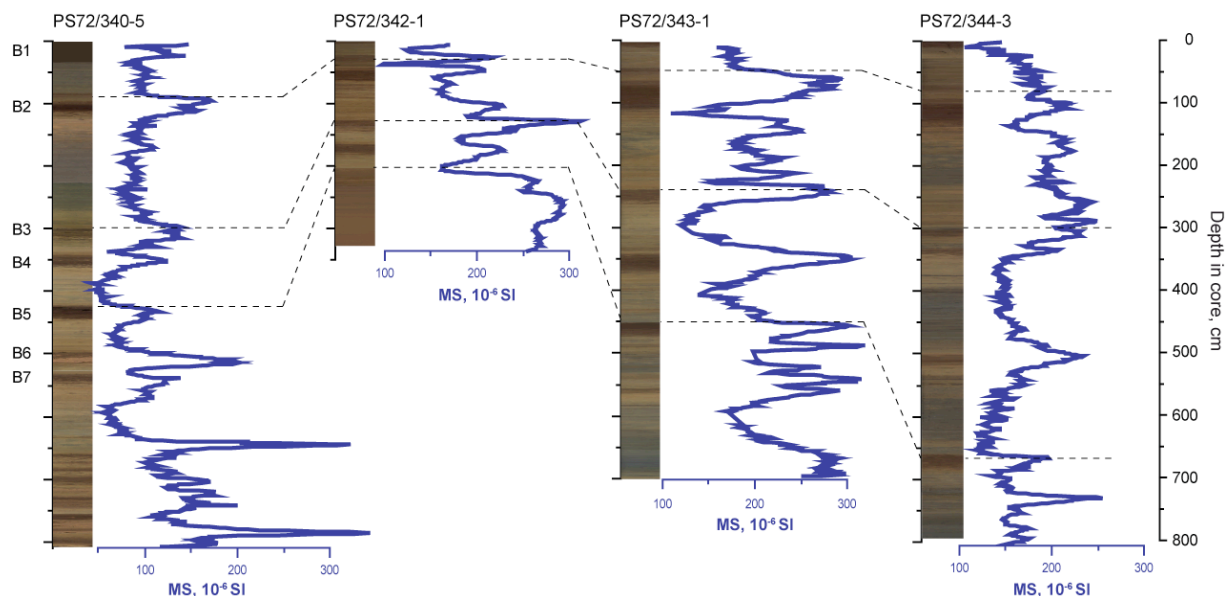 PS72/340-5
PS72/342-1
PS72/343-1
PS72/344-3
B1
B2
B3
B4
B5
B6
B7
0
100
200
300
400
500
600
700
800
Depth in core, cm
100 200 300
MS, 10⁻⁶ SI
100 200 300
MS, 10⁻⁶ SI
100 200 300
MS, 10⁻⁶ SI
100 200 300
MS, 10⁻⁶ SI